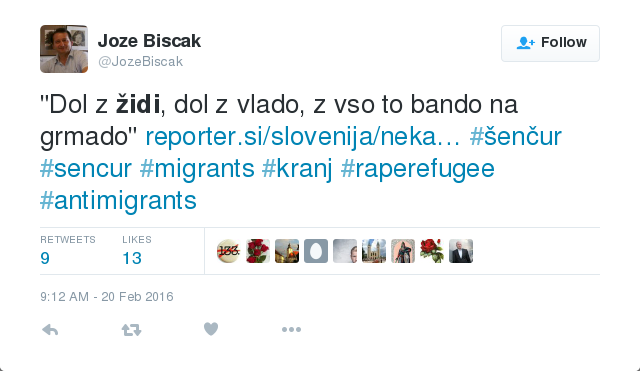 Joze Biscak
@JozeBiscak
Follow
"Dol z židi, dol z vlado, z vso to bando na
grmado" reporter.si/slovenija/neka… #šenčur
#sencur #migrants #kranj #raperefugee
#antimigrants
RETWEETS LIKES
9 13
9:12 AM - 20 Feb 2016